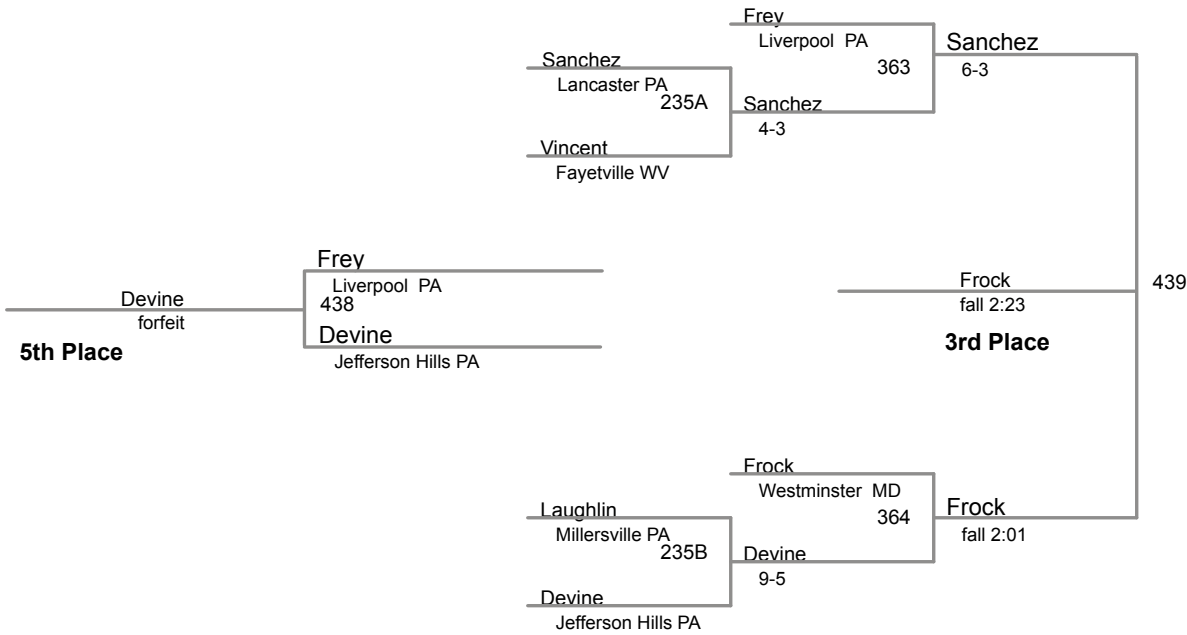 Frey
Liverpool PA
363
Sanchez
6-3
Sanchez
Lancaster PA
235A
Sanchez
4-3
Vincent
Fayetville WV
Frey
Liverpool PA
438
Devine
forfeit
5th Place
Devine
Jefferson Hills PA
Frock
fall 2:23
3rd Place
439
Frock
Westminster MD
364
Frock
fall 2:01
Laughlin
Millersville PA
235B
Devine
9-5
Devine
Jefferson Hills PA